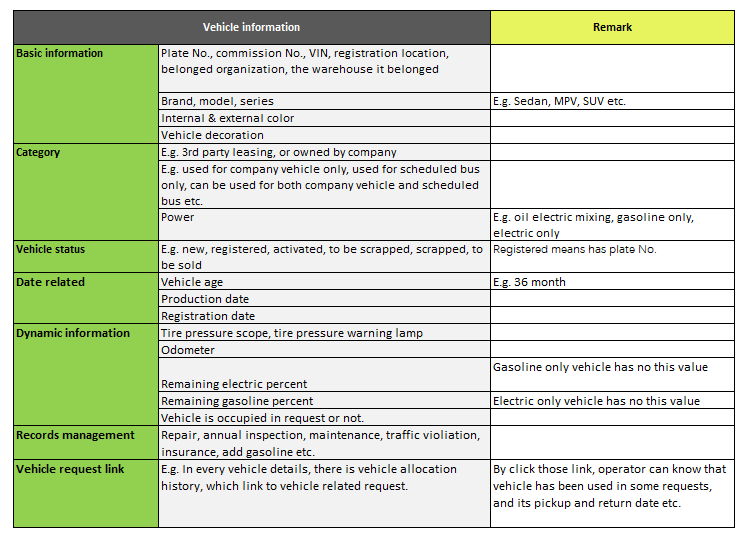 Vehicle information Remark
Basic information Plate No., commission No., VIN, registration location,
belonged organization, the warehouse it belonged
Brand, model, series E.g. Sedan, MPV, SUV etc.
Internal & external color
Vehicle decoration
Category E.g. 3rd party leasing, or owned by company
E.g. used for company vehicle only, used for scheduled bus
only, can be used for both company vehicle and scheduled
bus etc.
Power E.g. oil electric mixing, gasoline only,
electric only
Vehicle status E.g. new, registered, activated, to be scrapped, scrapped, to Registered means has plate No.
be sold
Date related Vehicle age E.g. 36 month
Production date
Registration date
Dynamic information Tire pressure scope, tire pressure warning lamp
Odometer
Gasoline only vehicle has no this value
Remaining electric percent
Remaining gasoline percent Electric only vehicle has no this value
Vehicle is occupied in request or not.
Records management Repair, annual inspection, maintenance, traffic violiation,
insurance, add gasoline etc.
Vehicle request link E.g. In every vehicle details, there is vehicle allocation By click those link, operator can know that
history, which link to vehicle related request. vehicle has been used in some requests,
and its pickup and return date etc.